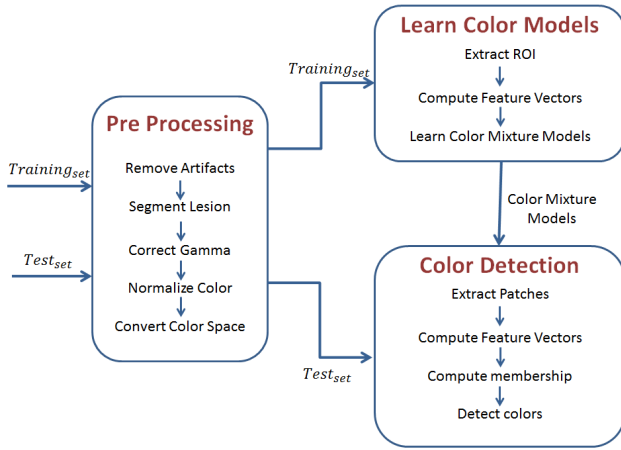 Pre Processing
Training_set
Test_set
Remove Artifacts
Segment Lesion
Correct Gamma
Normalize Color
Convert Color Space
Training_set
Learn Color Models
Extract ROI
Compute Feature Vectors
Learn Color Mixture Models
Color Mixture
Models
Test_set
Color Detection
Extract Patches
Compute Feature Vectors
Compute membership
Detect colors